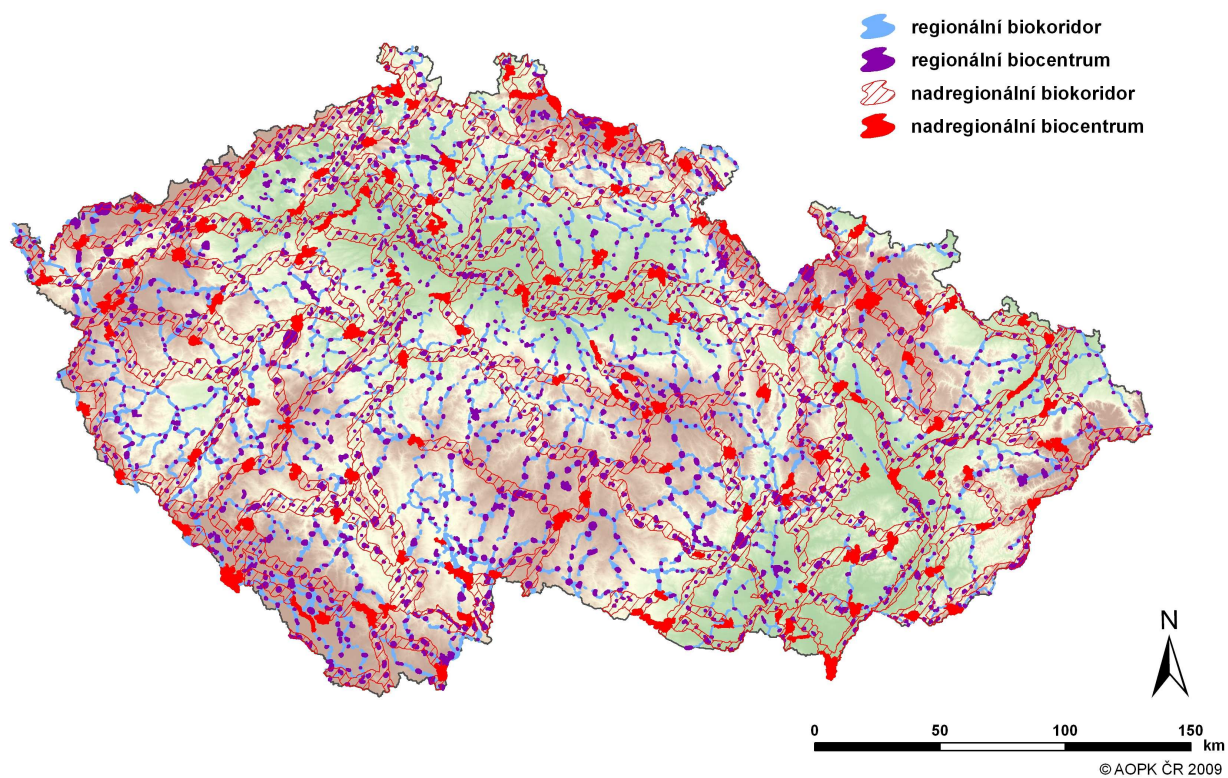 regionální biokoridor
regionální biocentrum
nadregionální biokoridor
nadregionální biocentrum
N
0 50 100 150
km
© AOPK ČR 2009